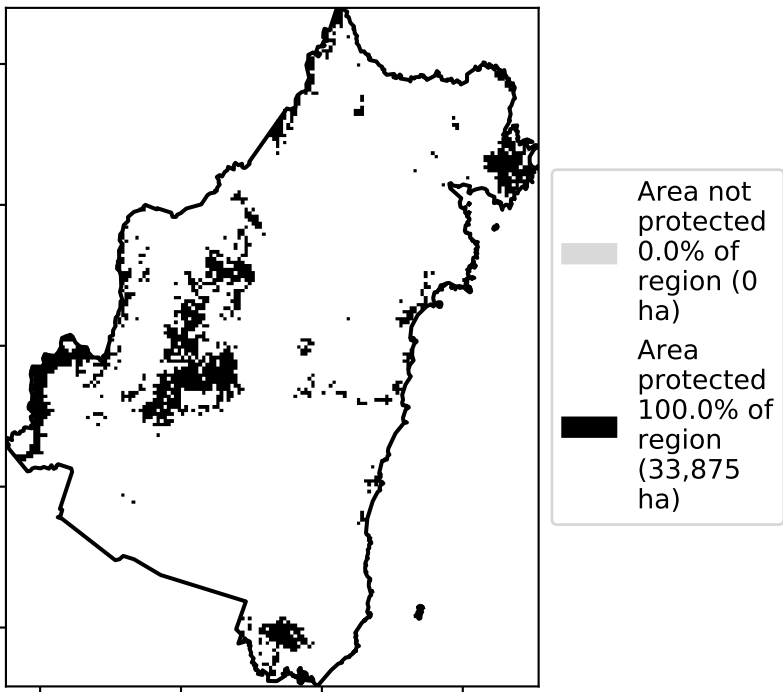 Area not
protected
0.0% of
region (0
ha)
Area
protected
100.0% of
region
(33,875
ha)